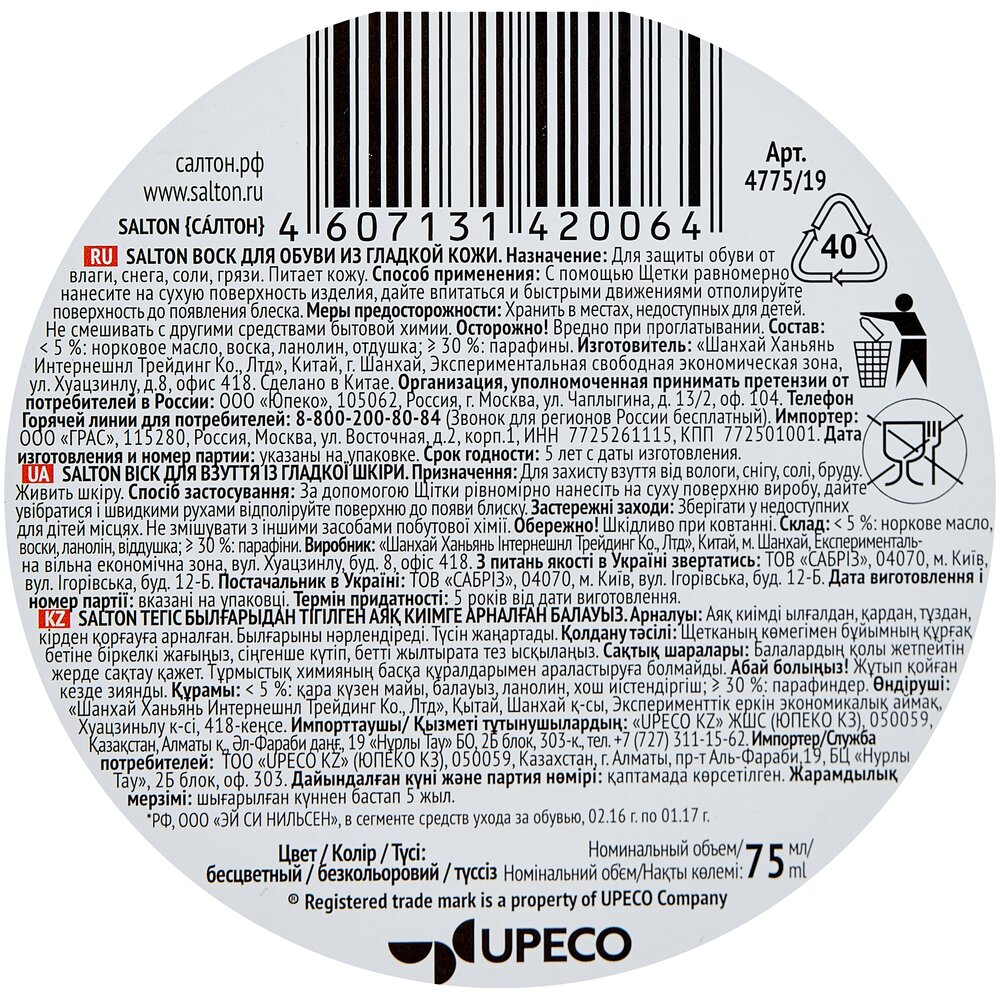 салтон.рф
www.salton.ru
SALTON {СА́ЛТОН}
Арт.
4775/19
4 607131 420064
40
RU SALTON ВОСК ДЛЯ ОБУВИ ИЗ ГЛАДКОЙ КОЖИ. Назначение: Для защиты обуви от
влаги, снега, соли, грязи. Питает кожу. Способ применения: С помощью Щетки равномерно
нанесите на сухую поверхность изделия, дайте впитаться и быстрыми движениями отполируйте
поверхность до появления блеска. Меры предосторожности: Хранить в местах, недоступных для детей.
Не смешивать с другими средствами бытовой химии. Осторожно! Вредно при проглатывании. Состав:
< 5 %: норковое масло, воска, ланолин, отдушка; ⩾ 30 %: парафины. Изготовитель: «Шанхай Ханьянь
Интернешнл Трейдинг Ко., Лтд», Китай, г. Шанхай, Экспериментальная свободная экономическая зона,
ул. Хуацзинлу, д.8, офис 418. Сделано в Китае. Организация, уполномоченная принимать претензии от
потребителей в России: ООО «Юпеко», 105062, Россия, г. Москва, ул. Чаплыгина, д. 13/2, оф. 104. Телефон
Горячей линии для потребителей: 8-800-200-80-84 (Звонок для регионов России бесплатный). Импортер:
ООО «ГРАС», 115280, Россия, Москва, ул. Восточная, д.2, корп.1, ИНН 7725261115, КПП 772501001. Дата
изготовления и номер партии: указаны на упаковке. Срок годности: 5 лет с даты изготовления.
UA SALTON ВІСК ДЛЯ ВЗУТТЯ ІЗ ГЛАДКОЇ ШКІРИ. Призначення: Для захисту взуття від вологи, снігу, солі, бруду.
Живить шкіру. Спосіб застосування: За допомогою Щітки рівномірно нанесіть на суху поверхню виробу, дайте
увібратися і швидкими рухами відполіруйте поверхню до появи блиску. Застережні заходи: Зберігати у недоступних
для дітей місцях. Не змішувати з іншими засобами побутової хімії. Обережно! Шкідливо при ковтанні. Склад: < 5 %: норкове масло,
воски, ланолін, віддушка; ⩾ 30 %: парафіни. Виробник: «Шанхай Ханьянь Інтернешнл Трейдинг Ко., Лтд», Китай, м. Шанхай, Експерименталь-
на вільна економічна зона, вул. Хуацзинлу, буд. 8, офис 418. З питань якості в Україні звертатись: ТОВ «САБРІЗ», 04070, м. Київ,
вул. Ігорівська, буд. 12-Б. Постачальник в Україні: ТОВ «САБРІЗ», 04070, м. Київ, вул. Ігорівська, буд. 12-Б. Дата виготовлення і
номер партії: вказані на упаковці. Термін придатності: 5 років від дати виготовлення.
KZ SALTON ТЕГІС БЫЛҒАРЫДАН ТІГІЛГЕН АЯҚ КИІМГЕ АРНАЛҒАН БАЛАУЫЗ. Арналуы: Аяқ киімді ылғалдан, қардан, тұздан,
кірден қорғауға арналған. Былғарыны нәрлендіреді. Түсін жаңартады. Қолдану тәсілі: Щетканың көмегімен бұйымның құрғақ
бетіне біркелкі жағыңыз, сіңгенше күтіп, бетті жылтырата тез ысқылаңыз. Сақтық шаралары: Балалардың қолы жетпейтін
жерде сақтау қажет. Тұрмыстық химияның басқа құралдарымен араластыруға болмайды. Абай болыңыз! Жұтып қойған
кезде зиянды. Құрамы: < 5 %: қара күзен майы, балауыз, ланолин, хош иістендіргіш; ⩾ 30 %: парафиндер. Өндіруші:
«Шанхай Ханьянь Интернешнл Трейдинг Ко., Лтд», Қытай, Шанхай қ-сы, Эксперименттік еркін экономикалық аймақ,
Хуацзинлу к-сі, 418-кеңсе. Импорттаушы/ Қызметі тұтынушылардың: «UPECO KZ» ЖШС (ЮПЕКО КЗ), 050059,
Қазақстан, Алматы қ., Әл-Фараби даңғ, 19 «Нурлы Тау» БО, 2Б блок, 303-к., тел. +7 (727) 311-15-62. Импортер/Служба
потребителей: ТОО «UPECO KZ» (ЮПЕКО КЗ), 050059, Казахстан, г. Алматы, пр-т Аль-Фараби,19, БЦ «Нурлы
Тау», 2Б блок, оф. 303. Дайындалған күні және партия нөмірі: қаптамада көрсетілген. Жарамдылық
мерзімі: шығарылған күннен бастап 5 жыл.
*РФ, ООО «ЭЙ СИ НИЛЬСЕН», в сегменте средств ухода за обувью, 02.16 г. по 01.17 г.
Цвет / Колір / Түсі:
бесцветный / безкольоровий / түссіз
Номинальный объем/
Номінальний об'єм/Нақты көлемі: 75 мл/
ml
® Registered trade mark is a property of UPECO Company
UPECO